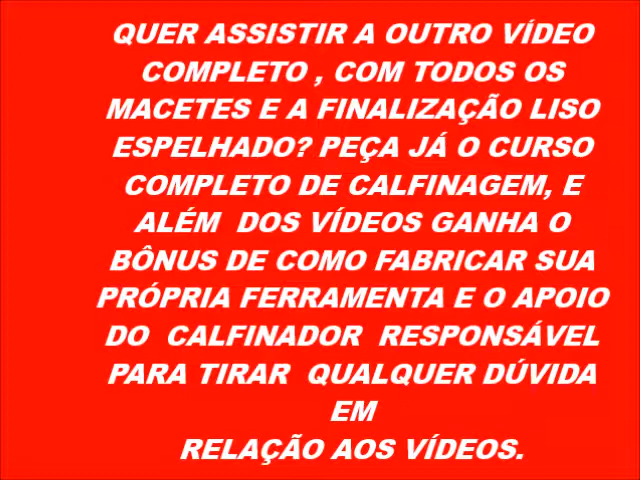 QUER ASSISTIR A OUTRO VÍDEO
COMPLETO , COM TODOS OS
MACETES E A FINALIZAÇÃO LISO
ESPELHADO? PEÇA JÁ O CURSO
COMPLETO DE CALFINAGEM, E
ALÉM DOS VÍDEOS GANHA O
BÔNUS DE COMO FABRICAR SUA
PRÓPRIA FERRAMENTA E O APOIO
DO CALFINADOR RESPONSÁVEL
PARA TIRAR QUALQUER DÚVIDA
EM
RELAÇÃO AOS VÍDEOS.